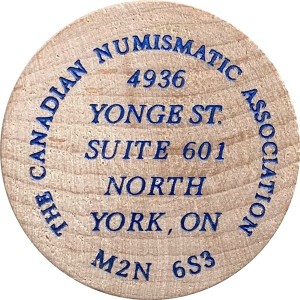 THE CANADIAN NUMISMATIC ASSOCIATION
4936
YONGE ST.
SUITE 601
NORTH
YORK, ON
M2N 6S3